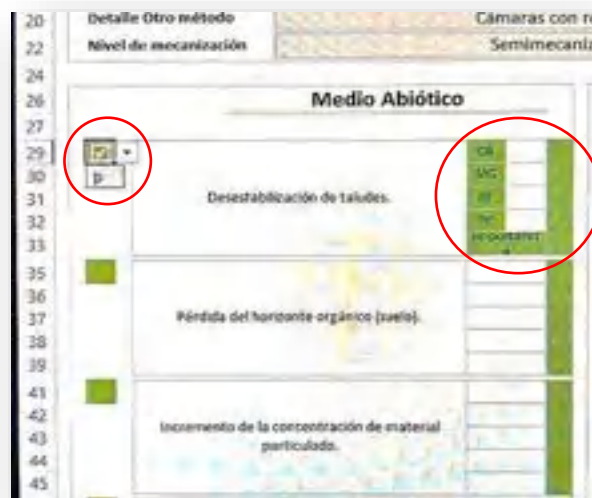 20 Detalle Otro método Cámaras con re
22 Nivel de mecanización Semimecaniz
24
26 Medio Abiótico
27
29
30
31 Desestabilización de taludes.
32
33
35
36
37 Pérdida del horizonte orgánico (suelo).
38
39
41
42 Incremento de la concentración de material
43 particulado.
44
45